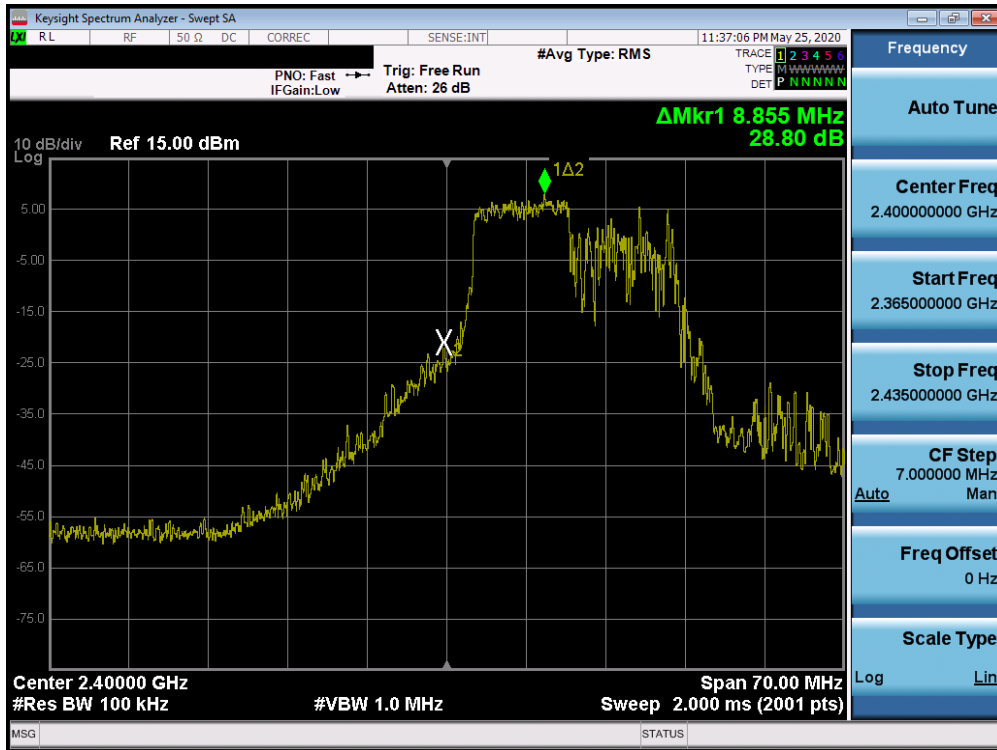 Keysight Spectrum Analyzer - Swept SA
LXI RL RF 50 Ω DC CORREC SENSE:INT 11:37:06 PM May 25, 2020
#Avg Type: RMS
TRACE 1 2 3 4 5 6
TYPE M W W W W W
DET P N N N N N
PNO: Fast
IFGain:Low
Trig: Free Run
Atten: 26 dB
ΔMkr1 8.855 MHz
28.80 dB
10 dB/div Ref 15.00 dBm
Log
1Δ2
5.00
-5.00
-15.0
X2
-25.0
-35.0
-45.0
-55.0
-65.0
-75.0
Center 2.40000 GHz Span 70.00 MHz
#Res BW 100 kHz #VBW 1.0 MHz Sweep 2.000 ms (2001 pts)
MSG STATUS
Frequency
Auto Tune
Center Freq
2.400000000 GHz
Start Freq
2.365000000 GHz
Stop Freq
2.435000000 GHz
CF Step
7.000000 MHz
Auto Man
Freq Offset
0 Hz
Scale Type
Log Lin